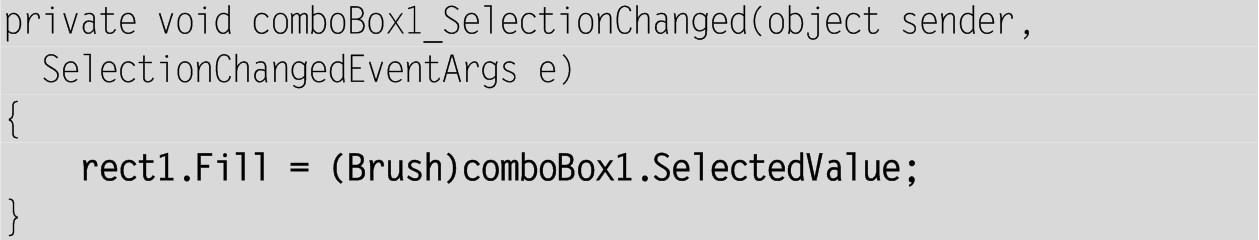 private void comboBox1_SelectionChanged(object sender,
  SelectionChangedEventArgs e)
{
    rect1.Fill = (Brush)comboBox1.SelectedValue;
}